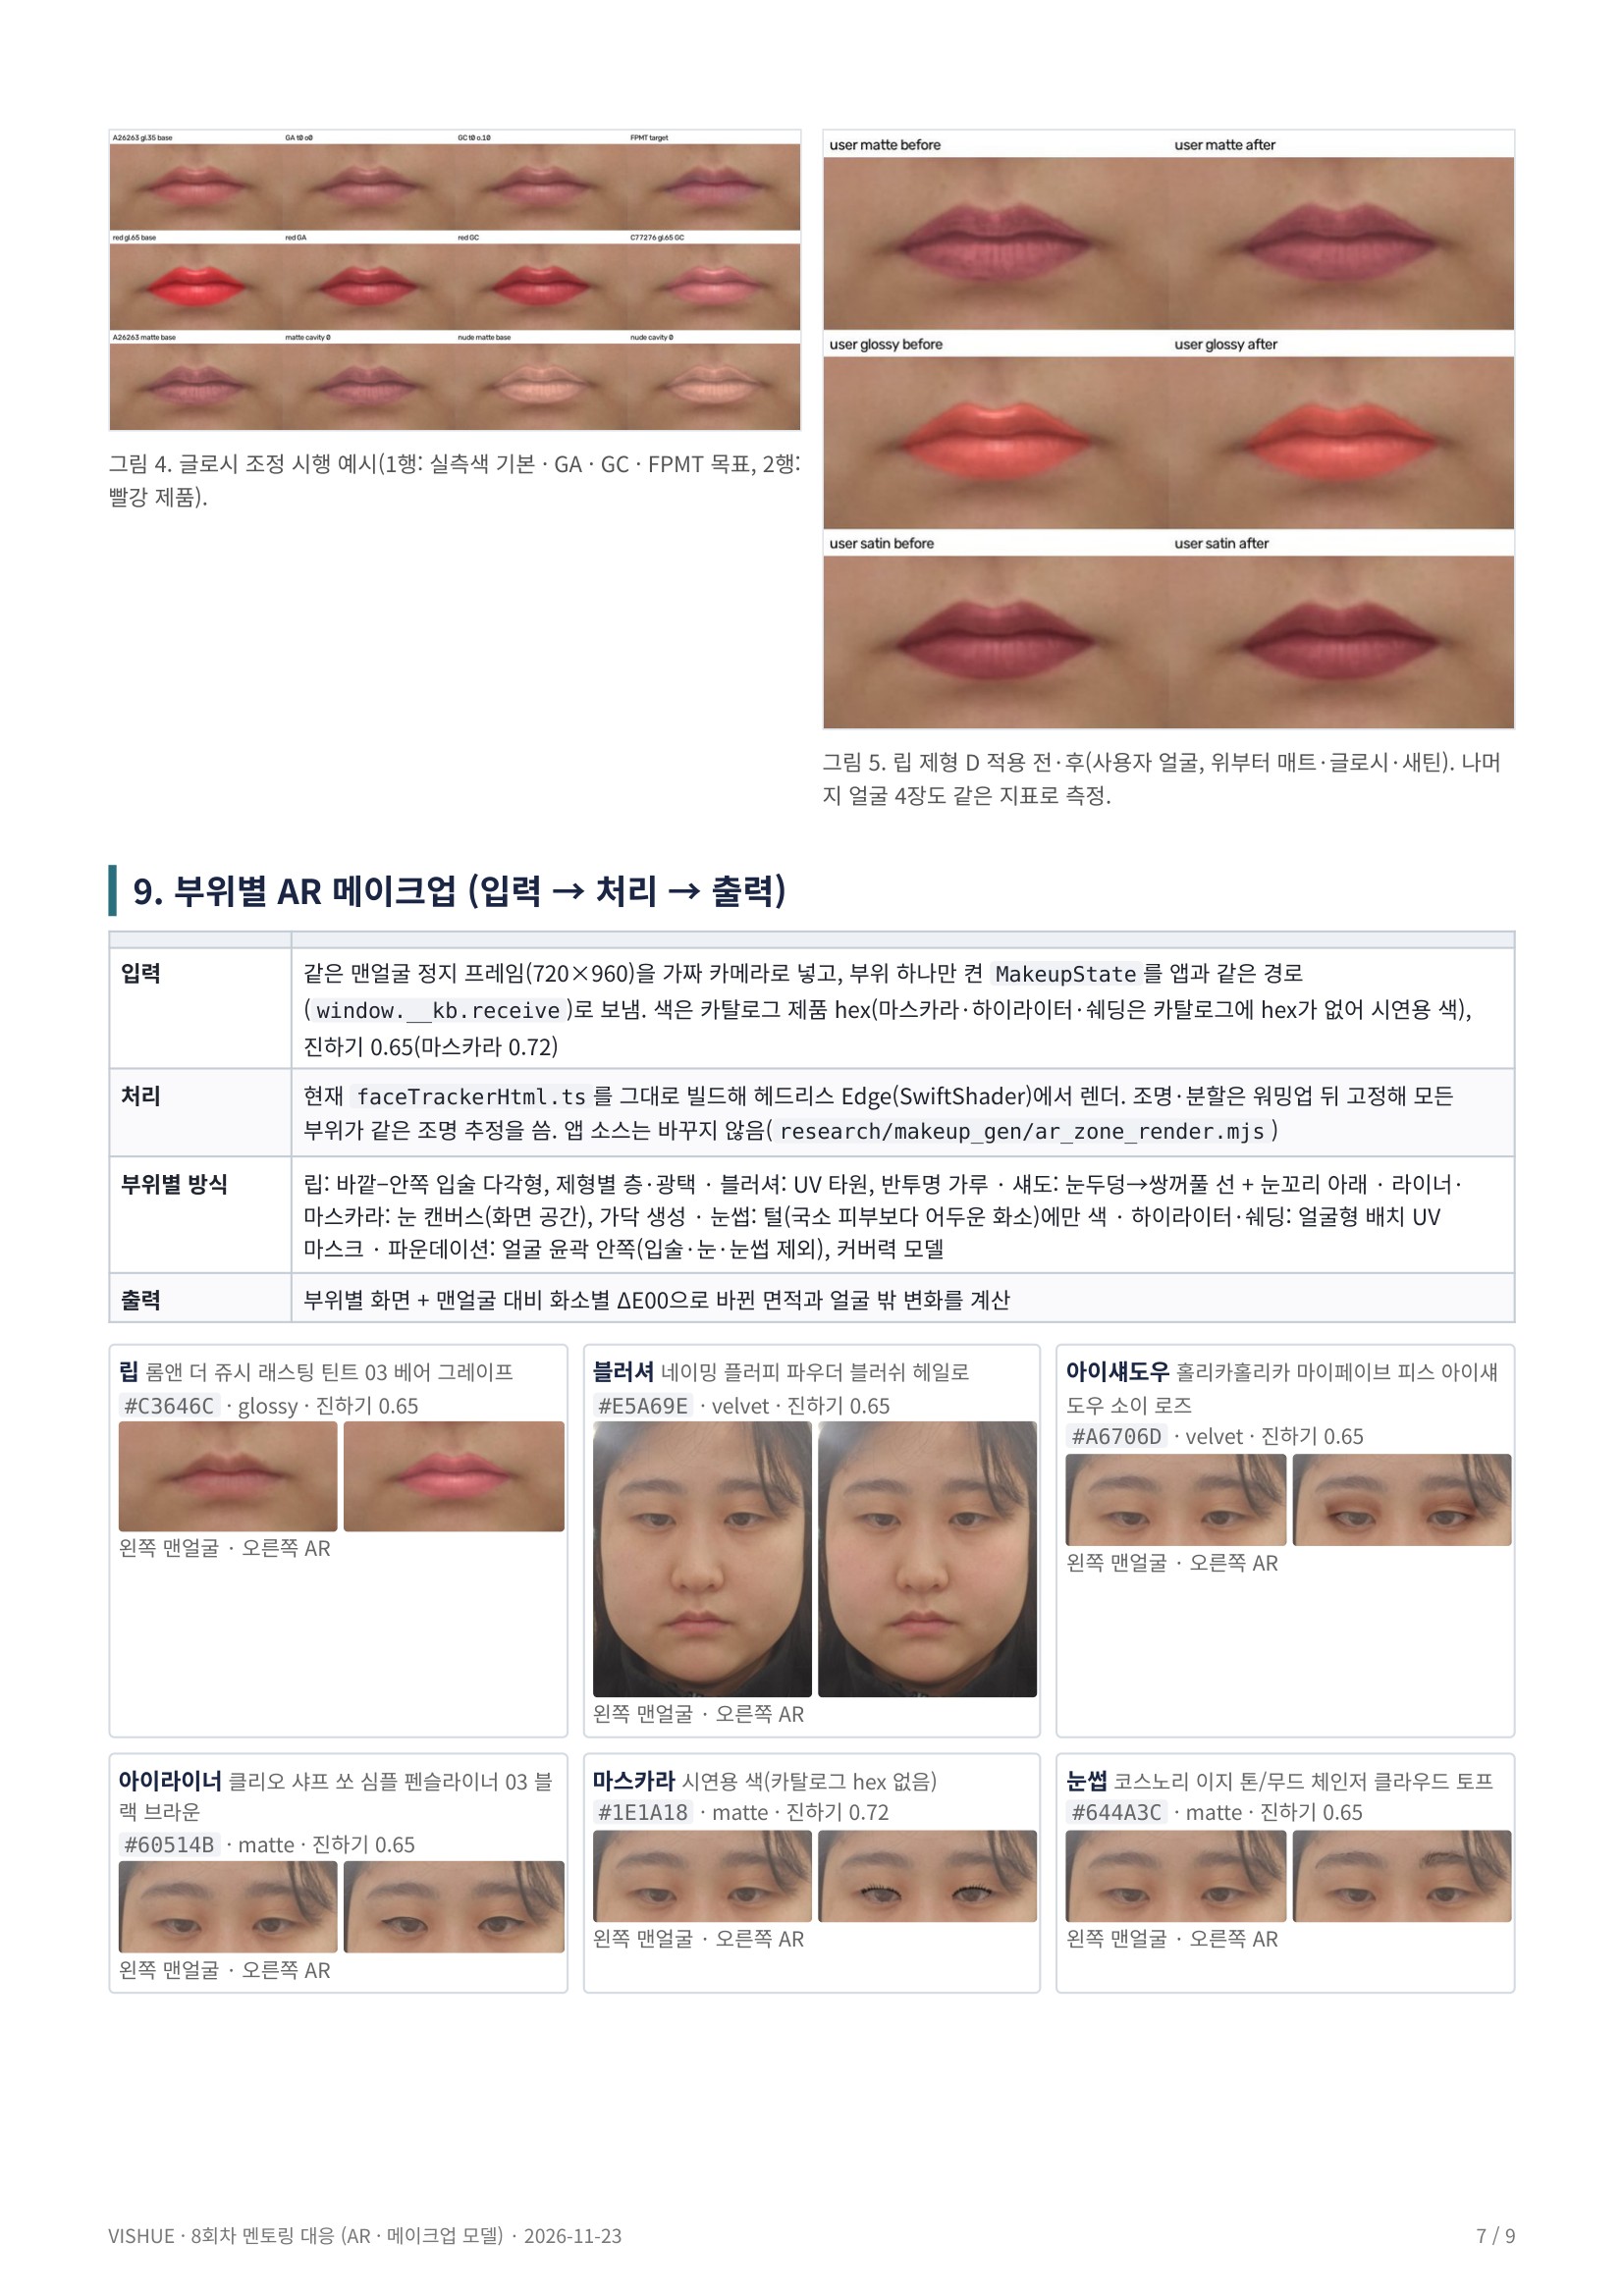 A26263 gl.35 base
GA t0 o0
GC t0 o.10
FPMT target
red gl.65 base
red GA
red GC
C77276 gl.65 GC
A26263 matte base
matte cavity 0
nude matte base
nude cavity 0
그림 4. 글로시 조정 시행 예시(1행: 실측색 기본 · GA · GC · FPMT 목표, 2행:
빨강 제품).
user matte before
user matte after
user glossy before
user glossy after
user satin before
user satin after
그림 5. 립 제형 D 적용 전·후(사용자 얼굴, 위부터 매트·글로시·새틴). 나머
지 얼굴 4장도 같은 지표로 측정.
9. 부위별 AR 메이크업 (입력 → 처리 → 출력)
입력
같은 맨얼굴 정지 프레임(720×960)을 가짜 카메라로 넣고, 부위 하나만 켠 MakeupState를 앱과 같은 경로
(window.__kb.receive)로 보냄. 색은 카탈로그 제품 hex(마스카라·하이라이터·쉐딩은 카탈로그에 hex가 없어 시연용 색),
진하기 0.65(마스카라 0.72)
처리
현재 faceTrackerHtml.ts를 그대로 빌드해 헤드리스 Edge(SwiftShader)에서 렌더. 조명·분할은 워밍업 뒤 고정해 모든
부위가 같은 조명 추정을 씀. 앱 소스는 바꾸지 않음(research/makeup_gen/ar_zone_render.mjs)
부위별 방식
립: 바깥–안쪽 입술 다각형, 제형별 층·광택 · 블러셔: UV 타원, 반투명 가루 · 섀도: 눈두덩→쌍꺼풀 선 + 눈꼬리 아래 · 라이너·
마스카라: 눈 캔버스(화면 공간), 가닥 생성 · 눈썹: 털(국소 피부보다 어두운 화소)에만 색 · 하이라이터·쉐딩: 얼굴형 배치 UV
마스크 · 파운데이션: 얼굴 윤곽 안쪽(입술·눈·눈썹 제외), 커버력 모델
출력
부위별 화면 + 맨얼굴 대비 화소별 ΔE00으로 바뀐 면적과 얼굴 밖 변화를 계산
립 롬앤 더 쥬시 래스팅 틴트 03 베어 그레이프
#C3646C · glossy · 진하기 0.65
왼쪽 맨얼굴 · 오른쪽 AR
블러셔 네이밍 플러피 파우더 블러쉬 헤일로
#E5A69E · velvet · 진하기 0.65
왼쪽 맨얼굴 · 오른쪽 AR
아이섀도우 홀리카홀리카 마이페이브 피스 아이섀
도우 소이 로즈
#A6706D · velvet · 진하기 0.65
왼쪽 맨얼굴 · 오른쪽 AR
아이라이너 클리오 샤프 쏘 심플 펜슬라이너 03 블
랙 브라운
#60514B · matte · 진하기 0.65
왼쪽 맨얼굴 · 오른쪽 AR
마스카라 시연용 색(카탈로그 hex 없음)
#1E1A18 · matte · 진하기 0.72
왼쪽 맨얼굴 · 오른쪽 AR
눈썹 코스노리 이지 톤/무드 체인저 클라우드 토프
#644A3C · matte · 진하기 0.65
왼쪽 맨얼굴 · 오른쪽 AR
VISHUE · 8회차 멘토링 대응 (AR · 메이크업 모델) · 2026-11-23
7 / 9